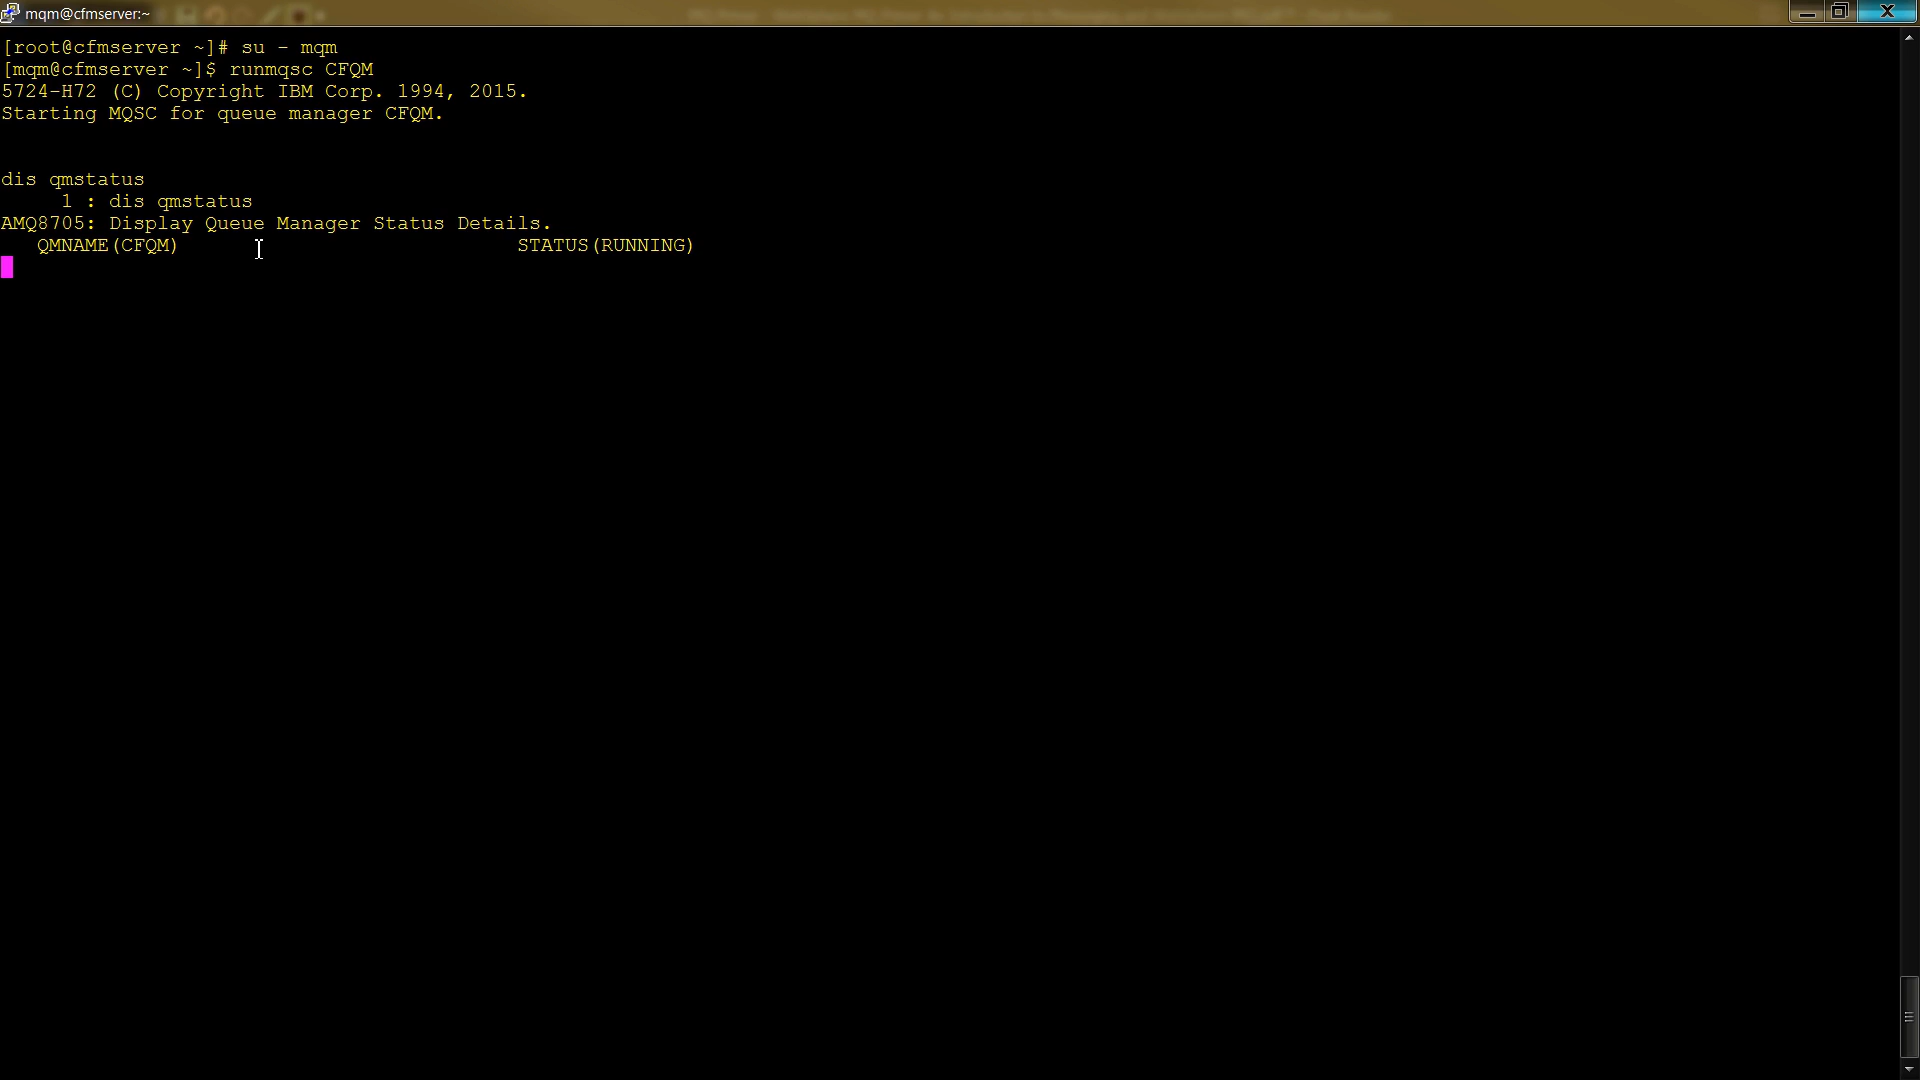 mqm@cfmserver:~
[root@cfmserver ~]# su - mqm
[mqm@cfmserver ~]$ runmqsc CFQM
5724-H72 (C) Copyright IBM Corp. 1994, 2015.
Starting MQSC for queue manager CFQM.
dis qmstatus
     1 : dis qmstatus
AMQ8705: Display Queue Manager Status Details.
   QMNAME(CFQM)                            STATUS(RUNNING)